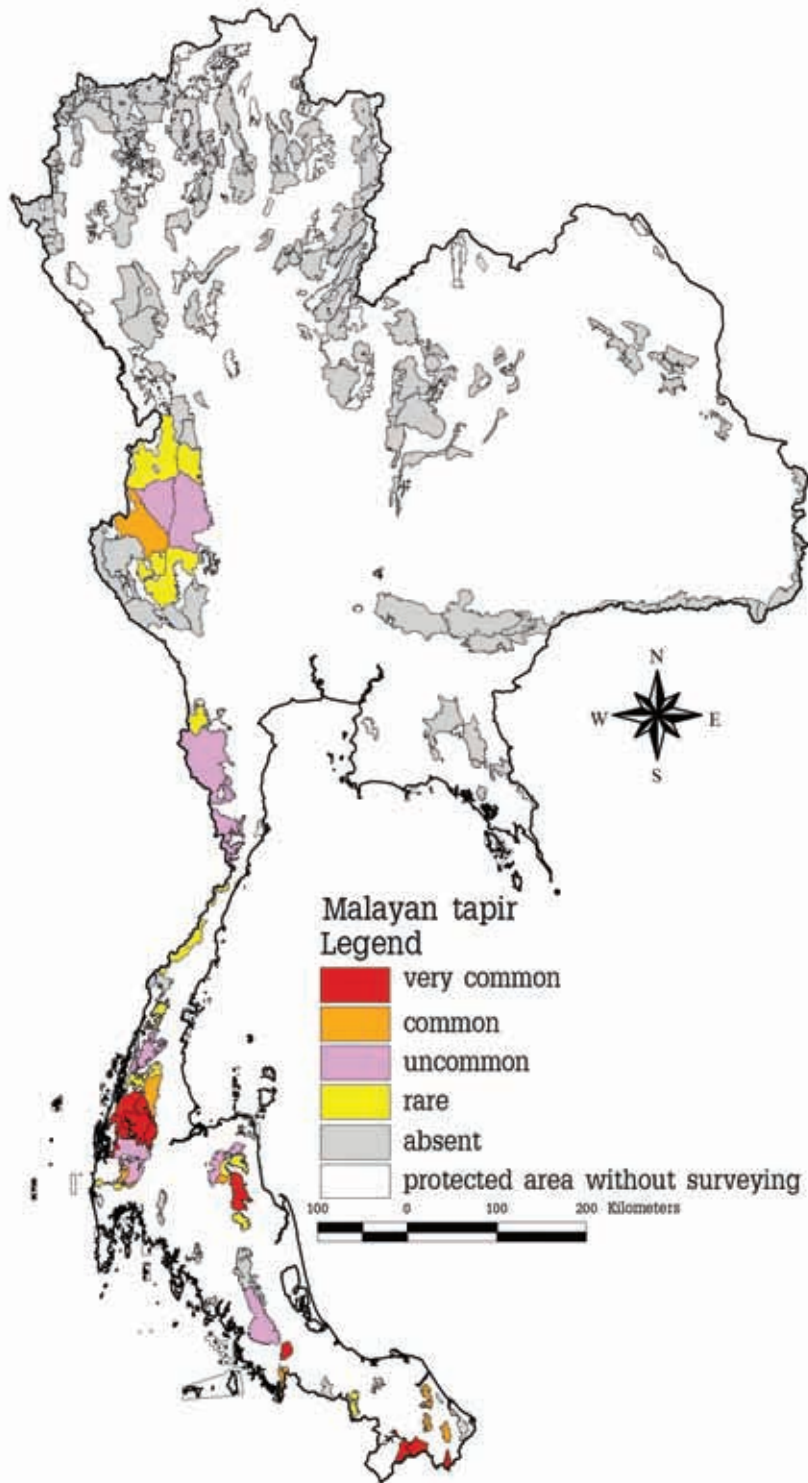 N
W E
S
Malayan tapir
Legend
very common
common
uncommon
rare
absent
protected area without surveying
100 0 100 200 Kilometers